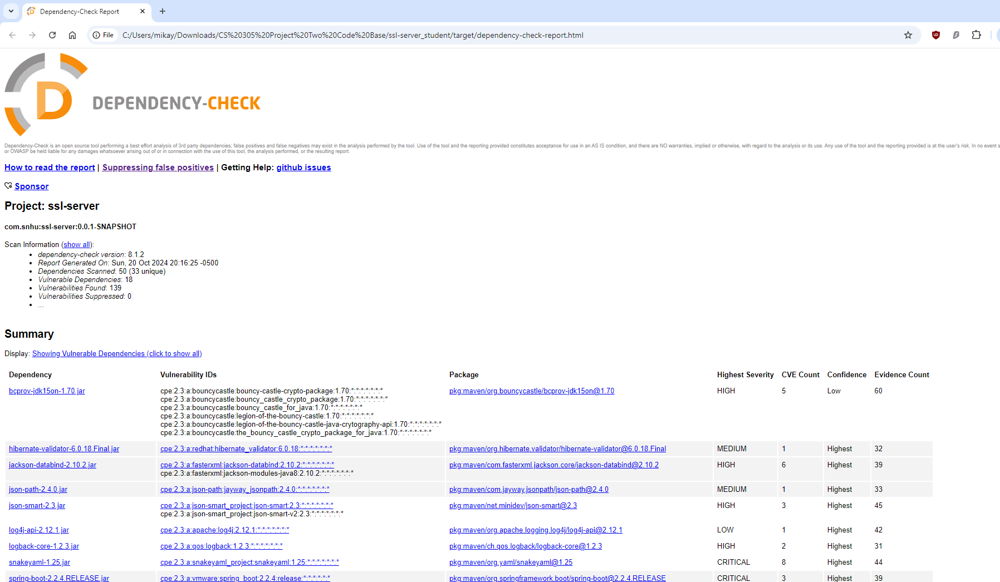 Dependency-Check Report
File
C:/Users/mikay/Downloads/CS%20305%20Project%20Two%20Code%20Base/ssl-server_student/target/dependency-check-report.html
D
DEPENDENCY-CHECK
Dependency-Check is an open source tool performing a best effort analysis of 3rd party dependencies; false positives and false negatives may exist in the analysis performed by the tool. Use of the tool and the reporting provided constitutes acceptance for use in an AS IS condition, and there are NO warranties, implied or otherwise, with regard to the analysis or its use. Any use of the tool and the reporting provided is at the user's risk. In no event s
or OWASP be held liable for any damages whatsoever arising out of or in connection with the use of this tool, the analysis performed, or the resulting report.
How to read the report | Suppressing false positives | Getting Help: github issues
Sponsor
Project: ssl-server
com.snhu:ssl-server:0.0.1-SNAPSHOT
Scan Information (show all):
• dependency-check version: 8.1.2
• Report Generated On: Sun, 20 Oct 2024 20:16:25 -0500
• Dependencies Scanned: 50 (33 unique)
• Vulnerable Dependencies: 18
• Vulnerabilities Found: 139
• Vulnerabilities Suppressed: 0
• ...
Summary
Display: Showing Vulnerable Dependencies (click to show all)
Dependency Vulnerability IDs Package Highest Severity CVE Count Confidence Evidence Count
bcprov-jdk15on-1.70.jar cpe:2.3:a:bouncycastle:bouncy-castle-crypto-package:1.70:*:*:*:*:*:*:* pkg:maven/org.bouncycastle/bcprov-jdk15on@1.70 HIGH 5 Low 60
cpe:2.3:a:bouncycastle:bouncy_castle_crypto_package:1.70:*:*:*:*:*:*:*
cpe:2.3:a:bouncycastle:bouncy_castle_for_java:1.70:*:*:*:*:*:*:*
cpe:2.3:a:bouncycastle:legion-of-the-bouncy-castle:1.70:*:*:*:*:*:*:*
cpe:2.3:a:bouncycastle:legion-of-the-bouncy-castle-java-crytography-api:1.70:*:*:*:*:*:*:*
cpe:2.3:a:bouncycastle:the_bouncy_castle_crypto_package_for_java:1.70:*:*:*:*:*:*:*
hibernate-validator-6.0.18.Final.jar cpe:2.3:a:redhat:hibernate_validator:6.0.18:*:*:*:*:*:*:* pkg:maven/org.hibernate.validator/hibernate-validator@6.0.18.Final MEDIUM 1 Highest 32
jackson-databind-2.10.2.jar cpe:2.3:a:fasterxml:jackson-databind:2.10.2:*:*:*:*:*:*:* pkg:maven/com.fasterxml.jackson.core/jackson-databind@2.10.2 HIGH 6 Highest 39
cpe:2.3:a:fasterxml:jackson-modules-java8:2.10.2:*:*:*:*:*:*:*
json-path-2.4.0.jar cpe:2.3:a:json-path:jayway_jsonpath:2.4.0:*:*:*:*:*:*:* pkg:maven/com.jayway.jsonpath/json-path@2.4.0 MEDIUM 1 Highest 33
json-smart-2.3.jar cpe:2.3:a:json-smart_project:json-smart:2.3:*:*:*:*:*:*:* pkg:maven/net.minidev/json-smart@2.3 HIGH 3 Highest 45
cpe:2.3:a:json-smart_project:json-smart-v2:2.3:*:*:*:*:*:*:*
log4j-api-2.12.1.jar cpe:2.3:a:apache:log4j:2.12.1:*:*:*:*:*:*:* pkg:maven/org.apache.logging.log4j/log4j-api@2.12.1 LOW 1 Highest 42
logback-core-1.2.3.jar cpe:2.3:a:qos:logback:1.2.3:*:*:*:*:*:*:* pkg:maven/ch.qos.logback/logback-core@1.2.3 HIGH 2 Highest 31
snakeyaml-1.25.jar cpe:2.3:a:snakeyaml_project:snakeyaml:1.25:*:*:*:*:*:*:* pkg:maven/org.yaml/snakeyaml@1.25 CRITICAL 8 Highest 44
spring-boot-2.2.4.RELEASE.jar cpe:2.3:a:vmware:spring_boot:2.2.4:release:*:*:*:*:*:* pkg:maven/org.springframework.boot/spring-boot@2.2.4.RELEASE CRITICAL 3 Highest 39